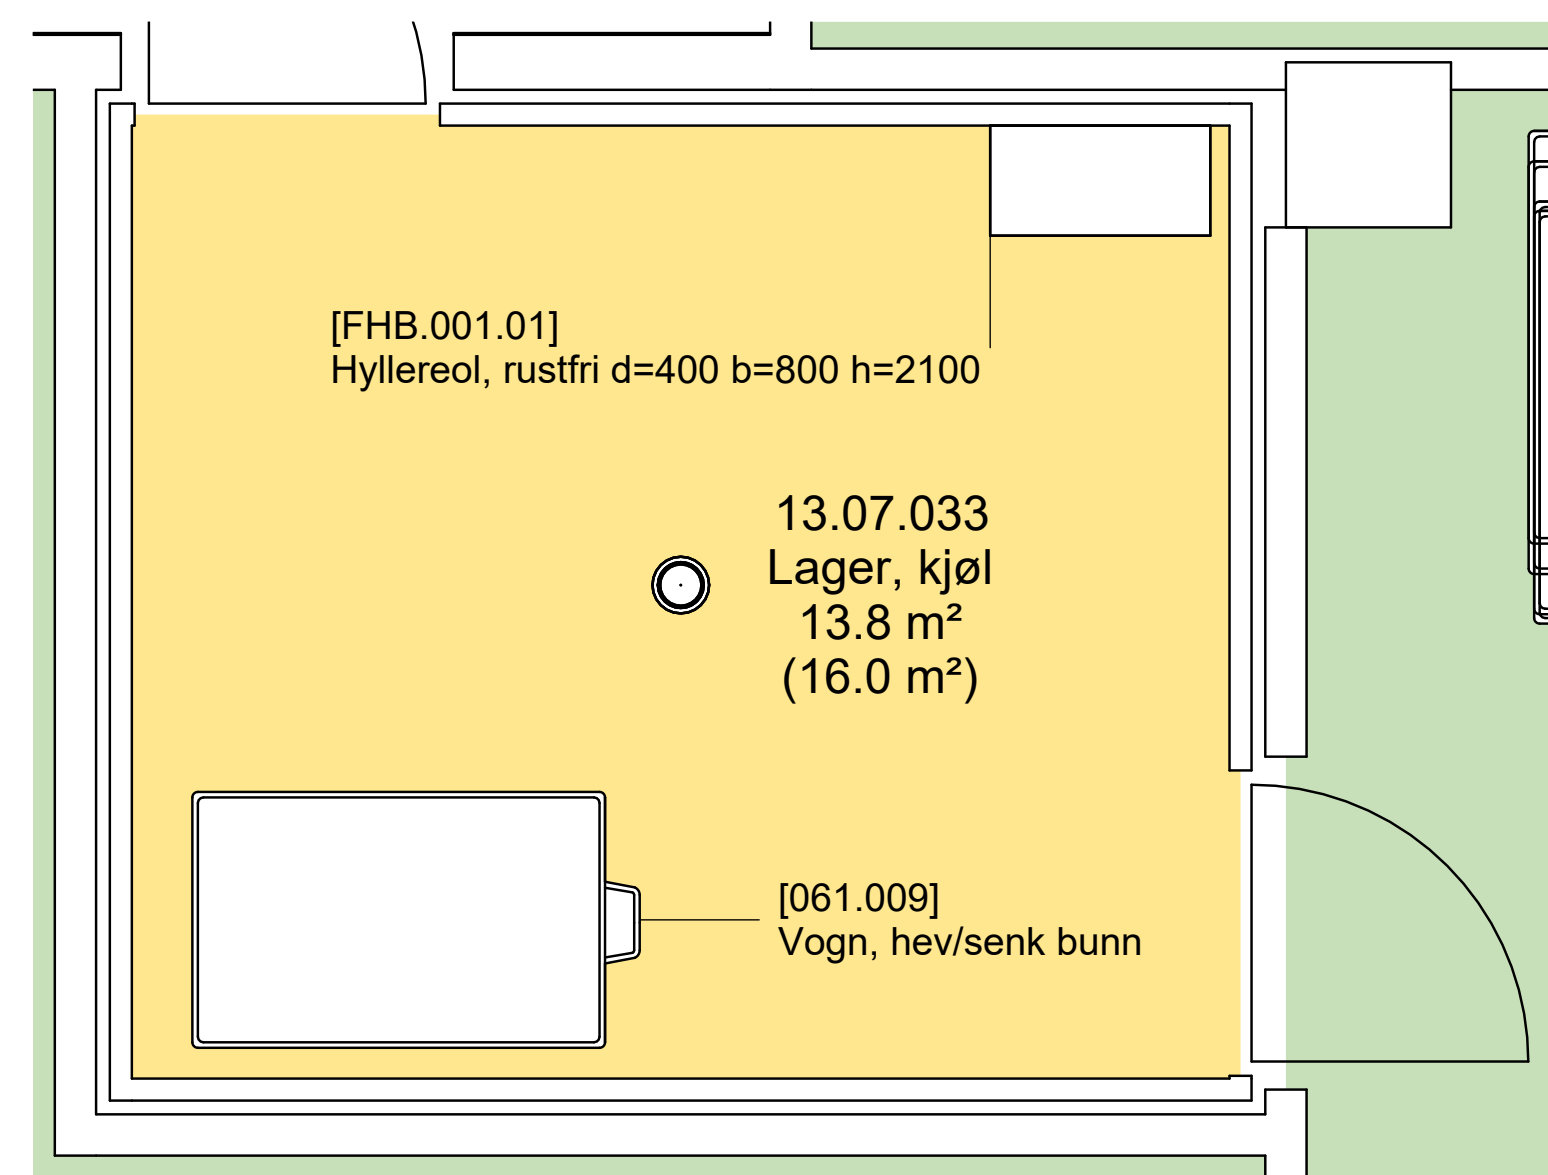 [FHB.001.01]
Hyllereol, rustfri d=400 b=800 h=2100
13.07.033
Lager, kjøl
13.8 m²
(16.0 m²)
[061.009]
Vogn, hev/senk bunn